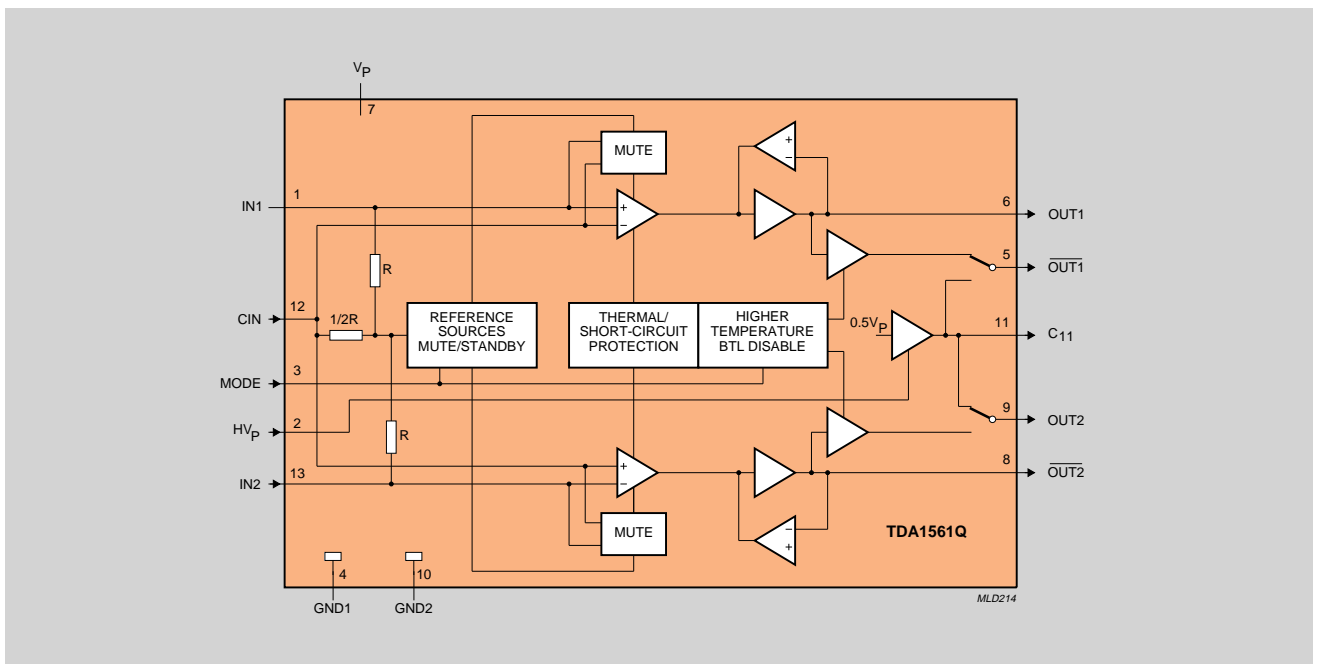 VP
7
MUTE
+
−
IN1
1
+
−
6
OUT1
R
5
OUT1
CIN
12
1/2R
REFERENCE
SOURCES
MUTE/STANDBY
THERMAL/
SHORT-CIRCUIT
PROTECTION
HIGHER
TEMPERATURE
BTL DISABLE
0.5VP
11
C11
MODE
3
HVP
2
R
9
OUT2
IN2
13
+
−
8
OUT2
MUTE
−
+
TDA1561Q
4
10
GND1
GND2
MLD214